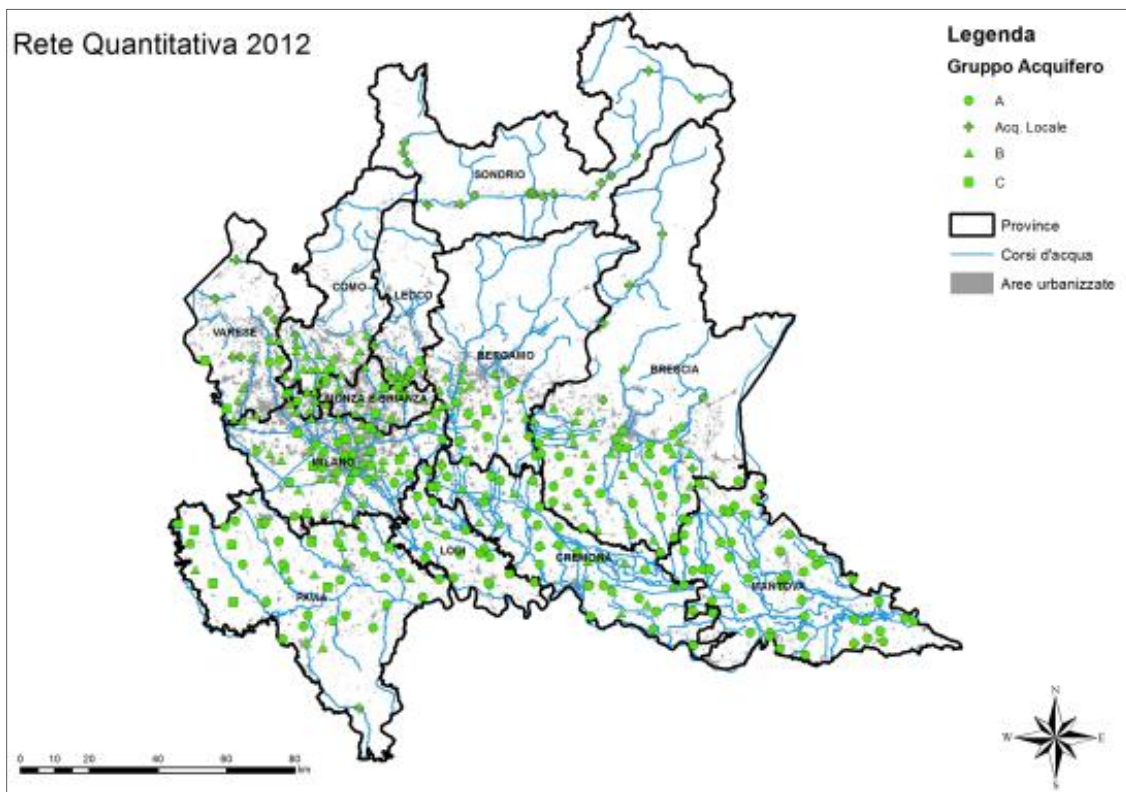 Rete Quantitativa 2012
Legenda
Gruppo Acquifero
A
Acq. Locale
B
C
Province
Corsi d'acqua
Aree urbanizzate
SONDRIO
COMO
LECCO
VARESE
BERGAMO
BRESCIA
MONZA E BRIANZA
MILANO
LODI
CREMONA
MANTOVA
PAVIA
N
W E
S
0 10 20 40 60 80
km